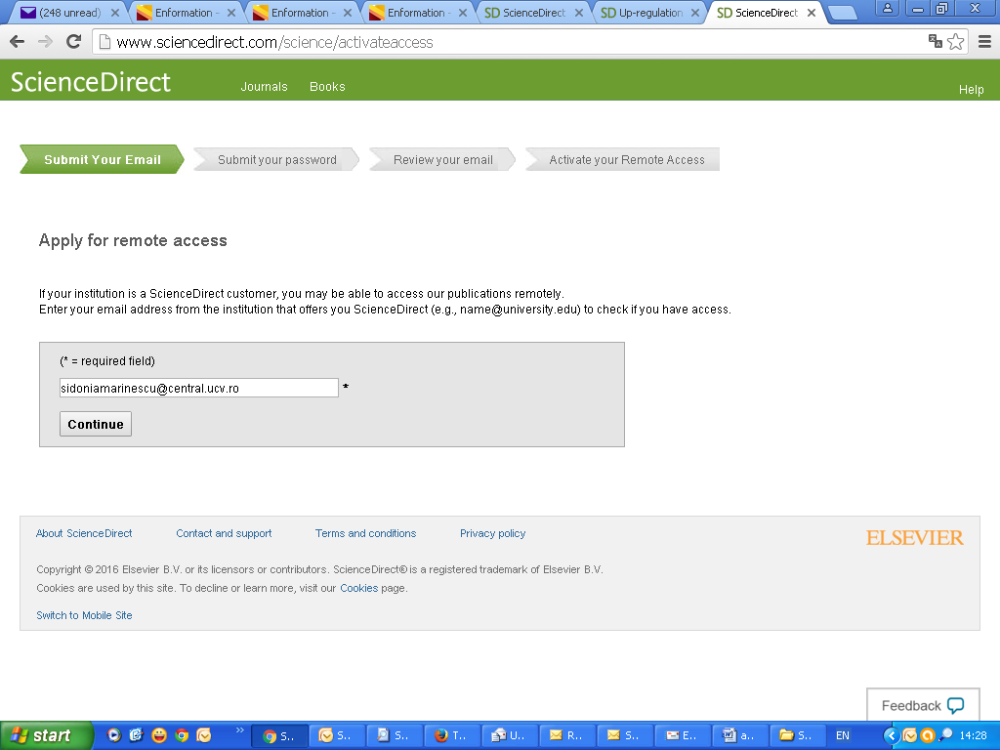 (248 unread) Enformation - Enformation - Enformation - SD ScienceDirect SD Up-regulation SD ScienceDirect
www.sciencedirect.com/science/activateaccess
ScienceDirect Journals Books Help
Submit Your Email Submit your password Review your email Activate your Remote Access
Apply for remote access
If your institution is a ScienceDirect customer, you may be able to access our publications remotely.
Enter your email address from the institution that offers you ScienceDirect (e.g., name@university.edu) to check if you have access.
(* = required field)
sidoniamarinescu@central.ucv.ro *
Continue
About ScienceDirect Contact and support Terms and conditions Privacy policy ELSEVIER
Copyright © 2016 Elsevier B.V. or its licensors or contributors. ScienceDirect® is a registered trademark of Elsevier B.V.
Cookies are used by this site. To decline or learn more, visit our Cookies page.
Switch to Mobile Site
Feedback
start S.. S.. S.. T.. U.. R.. S.. E.. a.. S.. EN 14:28